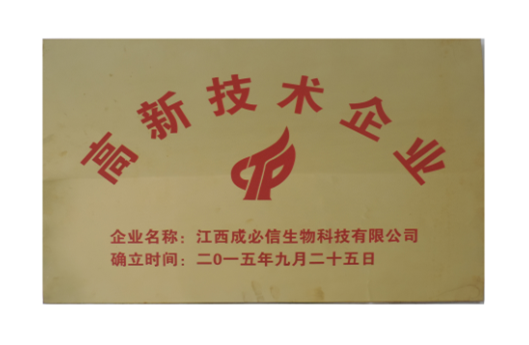 高新技术企业
企业名称：江西成必信生物科技有限公司
确立时间：二0一五年九月二十五日